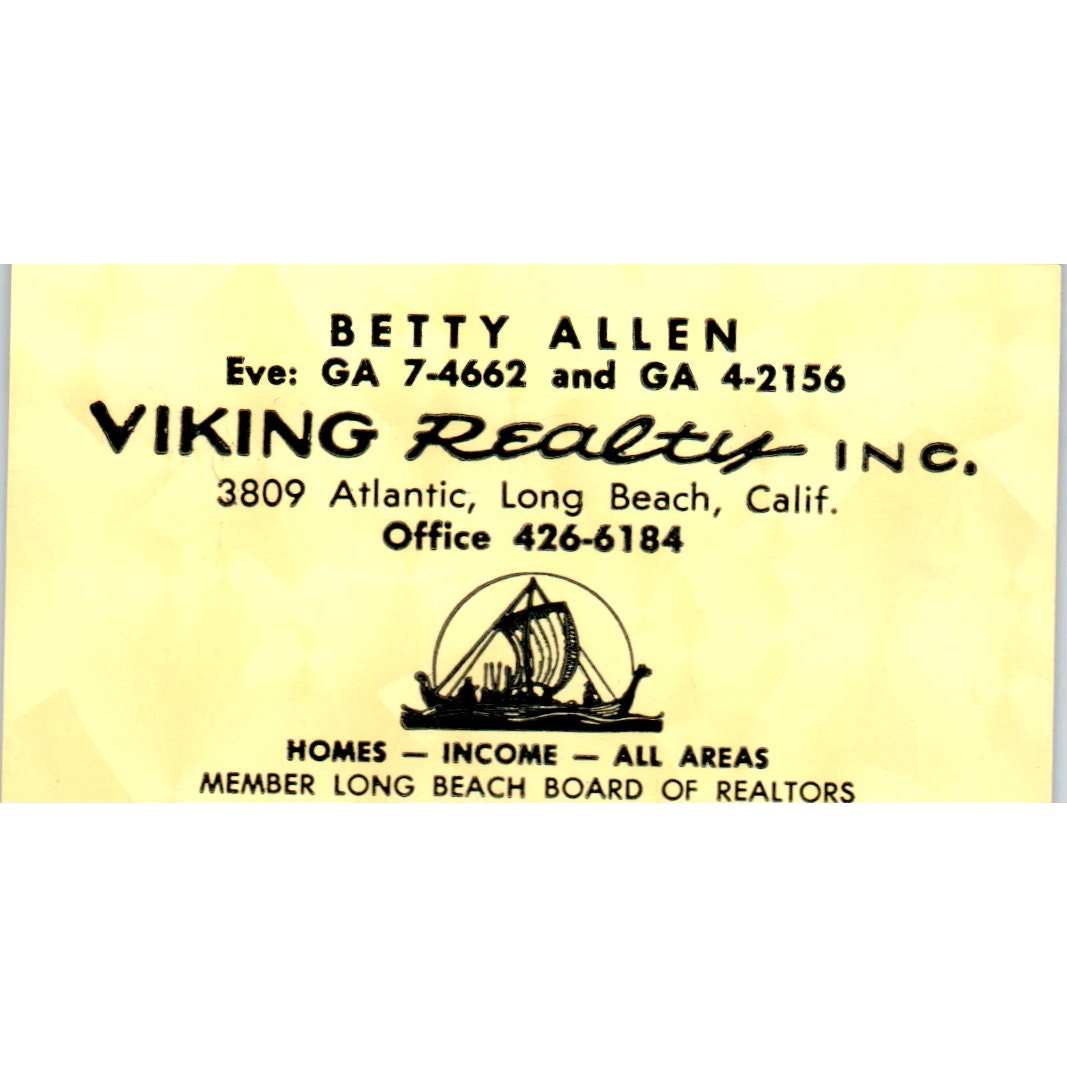 BETTY ALLEN
Eve: GA 7-4662 and GA 4-2156
VIKING Realty INC.
3809 Atlantic, Long Beach, Calif.
Office 426-6184
HOMES — INCOME — ALL AREAS
MEMBER LONG BEACH BOARD OF REALTORS